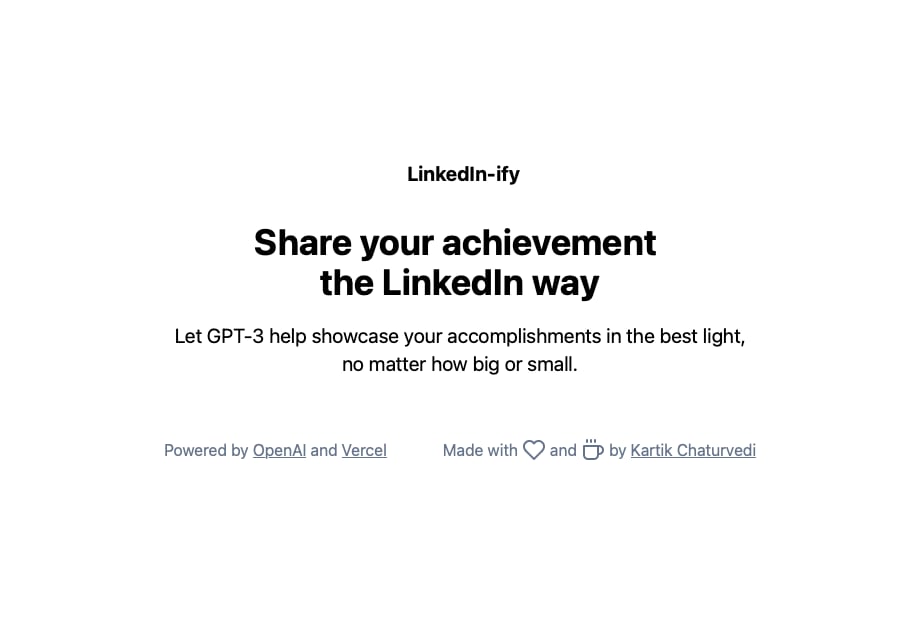 LinkedIn-ify
Share your achievement
the LinkedIn way
Let GPT-3 help showcase your accomplishments in the best light,
no matter how big or small.
Powered by OpenAI and Vercel
Made with and by Kartik Chaturvedi